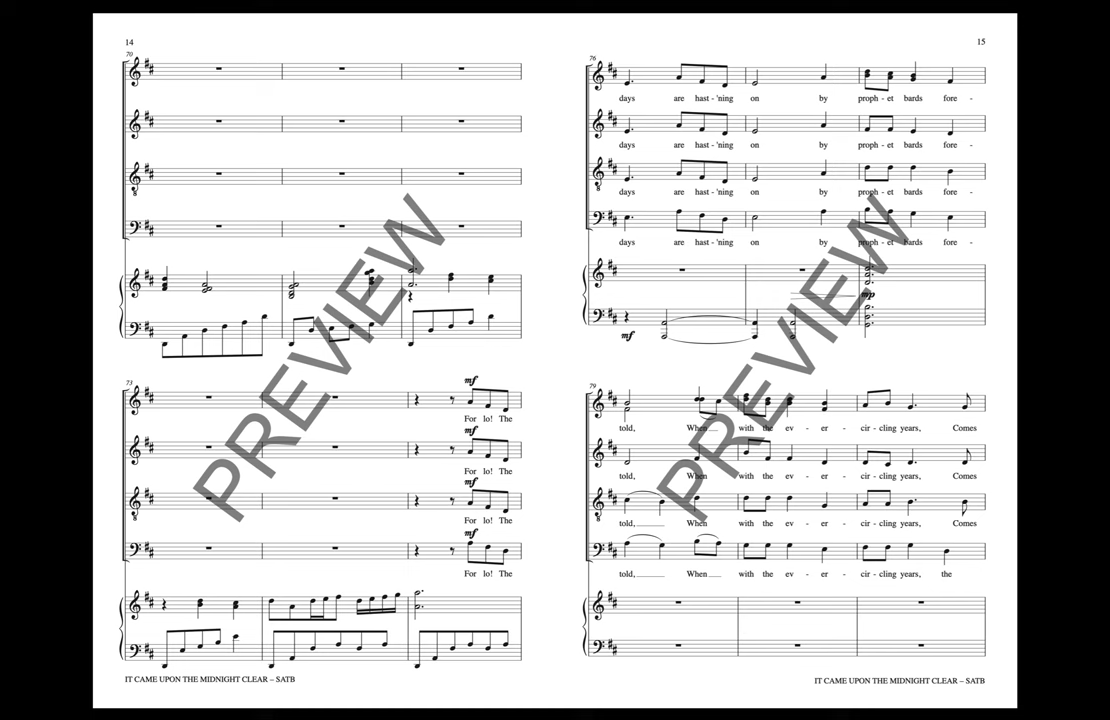 14
70
PREVIEW
73
mf
For lo! The
mf
For lo! The
mf
For lo! The
mf
For lo! The
IT CAME UPON THE MIDNIGHT CLEAR – SATB
15
76
days are hast - 'ning on by proph - et bards fore -
days are hast - 'ning on by proph - et bards fore -
days are hast - 'ning on by proph - et bards fore -
days are hast - 'ning on by proph - et bards fore -
mp
mf
PREVIEW
79
told, When with the ev - er - cir - cling years, Comes
told, When with the ev - er - cir - cling years, Comes
told, When with the ev - er - cir - cling years, Comes
told, When with the ev - er - cir - cling years, the
IT CAME UPON THE MIDNIGHT CLEAR – SATB